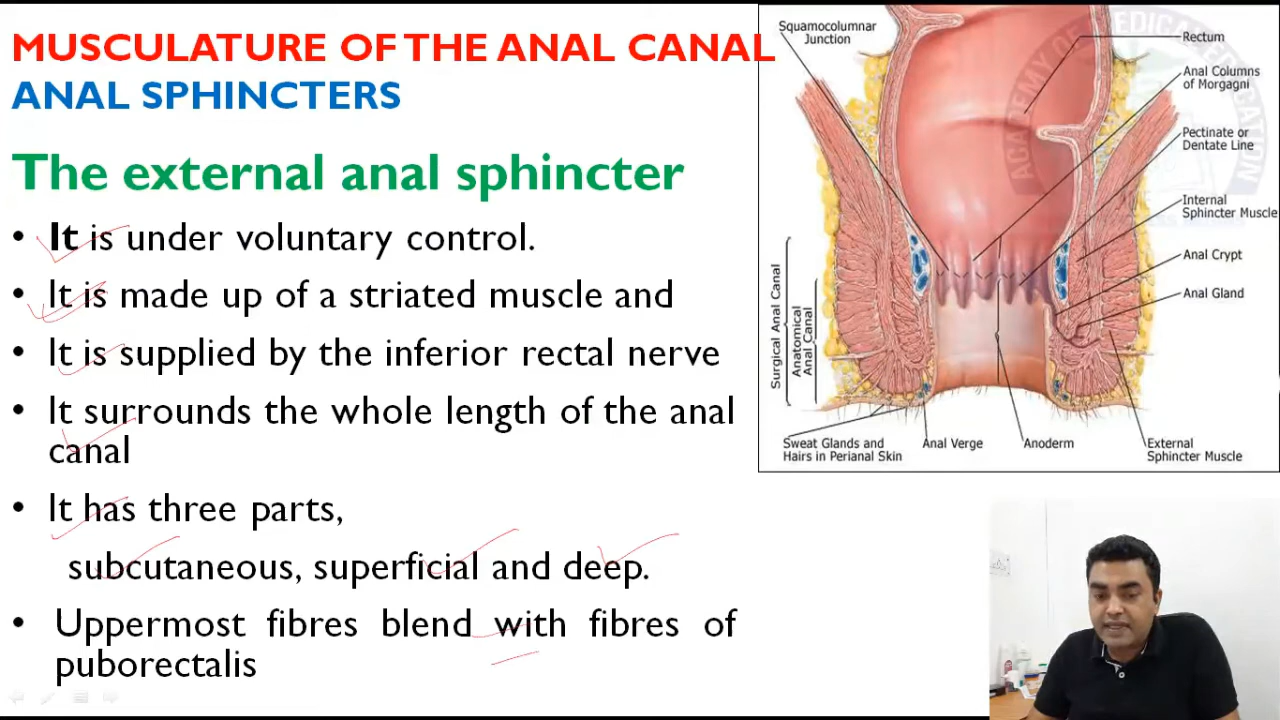 MUSCULATURE OF THE ANAL CANAL
ANAL SPHINCTERS
The external anal sphincter
• It is under voluntary control.
• It is made up of a striated muscle and
• It is supplied by the inferior rectal nerve
• It surrounds the whole length of the anal
canal
• It has three parts,
subcutaneous, superficial and deep.
• Uppermost fibres blend with fibres of
puborectalis
Squamocolumnar
Junction
Rectum
Anal Columns
of Morgagni
Pectinate or
Dentate Line
Internal
Sphincter Muscle
Anal Crypt
Anal Gland
Surgical Anal Canal
Anatomical
Anal Canal
Sweat Glands and
Hairs in Perianal Skin
Anal Verge
Anoderm
External
Sphincter Muscle
ACADEMY OF MEDICAL EDUCATION